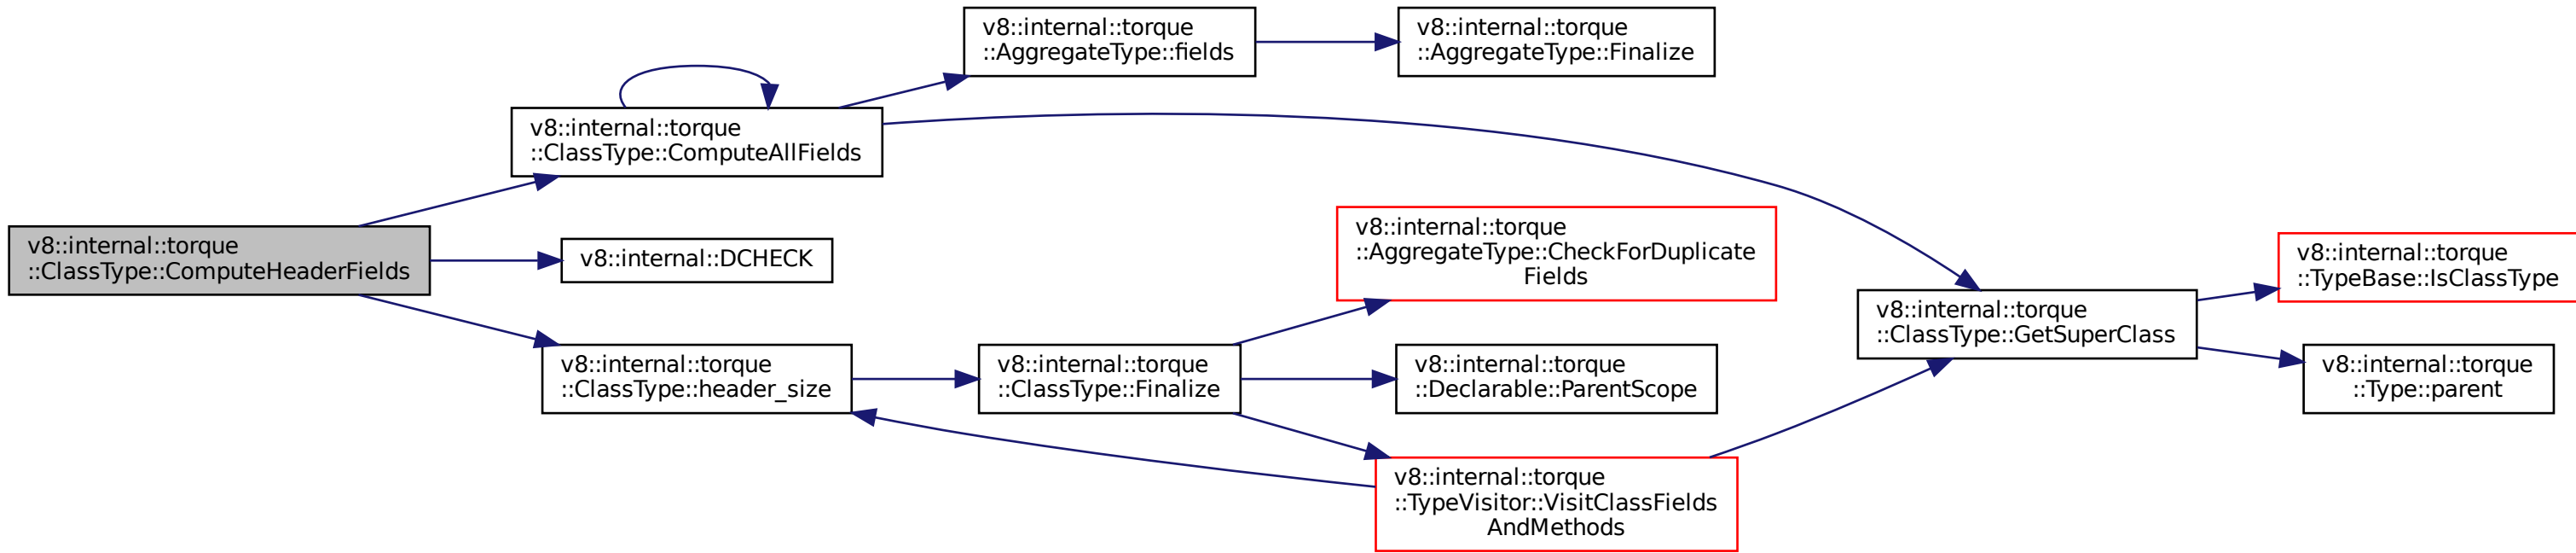 v8::internal::torque
::AggregateType::fields
v8::internal::torque
::AggregateType::Finalize
v8::internal::torque
::ClassType::ComputeAllFields
v8::internal::torque
::ClassType::ComputeHeaderFields
v8::internal::DCHECK
v8::internal::torque
::AggregateType::CheckForDuplicate
Fields
v8::internal::torque
::TypeBase::IsClassType
v8::internal::torque
::ClassType::GetSuperClass
v8::internal::torque
::ClassType::header_size
v8::internal::torque
::ClassType::Finalize
v8::internal::torque
::Declarable::ParentScope
v8::internal::torque
::Type::parent
v8::internal::torque
::TypeVisitor::VisitClassFields
AndMethods